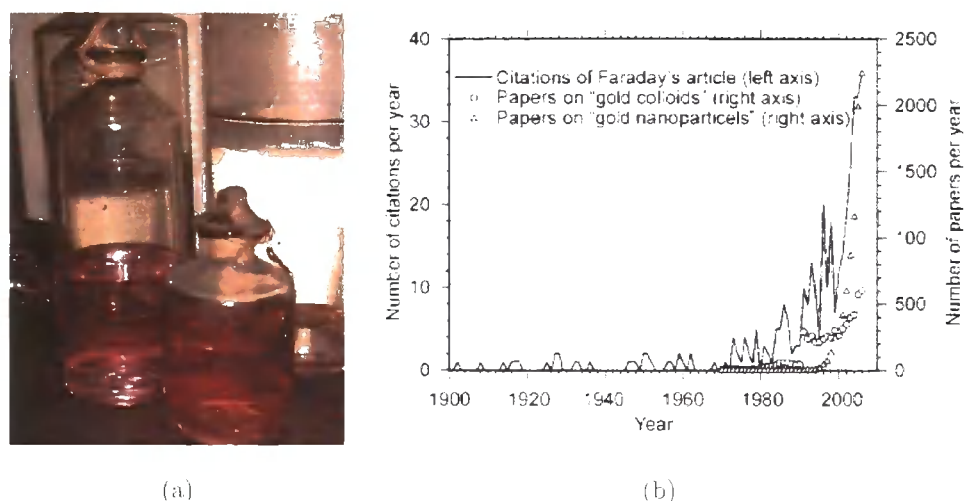 40
30
20
10
0
Number of citations per year
Citations of Faraday's article (left axis)
Papers on "gold colloids" (right axis)
Papers on "gold nanoparticels" (right axis)
2500
2000
1500
1000
500
0
Number of papers per year
1900 1920 1940 1960 1980 2000
Year
(a) (b)